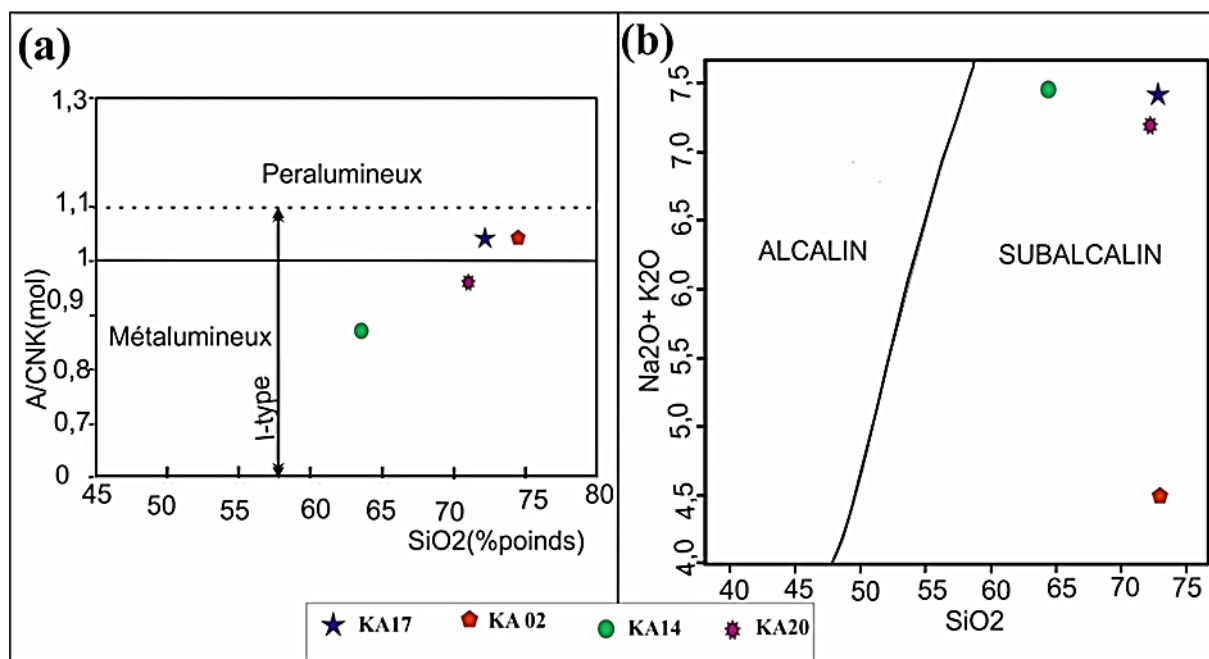 (a)
1,3
1,1
1
0,9
0,8
0,7
0
A/CNK(mol)
Peralumineux
Métalumineux
I-type
45 50 55 60 65 70 75 80
SiO2(%poinds)
(b)
7,5
7,0
6,5
6,0
5,5
5,0
4,5
4,0
Na2O+ K2O
ALCALIN
SUBALCALIN
40 45 50 55 60 65 70 75
SiO2
KA17 KA 02 KA14 KA20